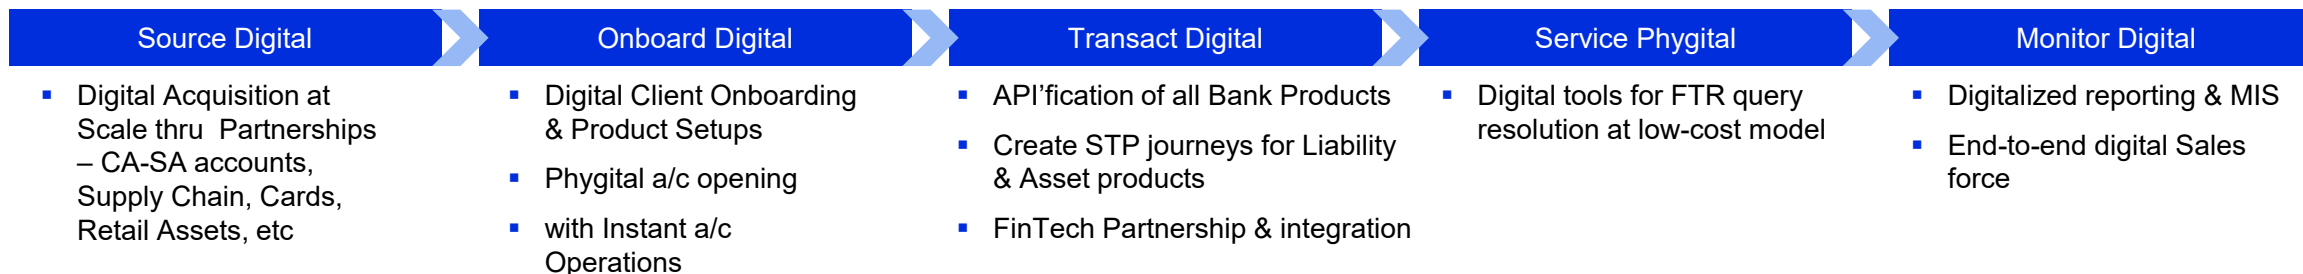 Source Digital
Onboard Digital
Transact Digital
Service Phygital
Monitor Digital
▪ Digital Acquisition at
Scale thru  Partnerships
– CA-SA accounts,
Supply Chain, Cards,
Retail Assets, etc
▪ Digital Client Onboarding
& Product Setups
▪ Phygital a/c opening
▪ with Instant a/c
Operations
▪ API’fication of all Bank Products
▪ Create STP journeys for Liability
& Asset products
▪ FinTech Partnership & integration
▪ Digital tools for FTR query
resolution at low-cost model
▪ Digitalized reporting & MIS
▪ End-to-end digital Sales
force